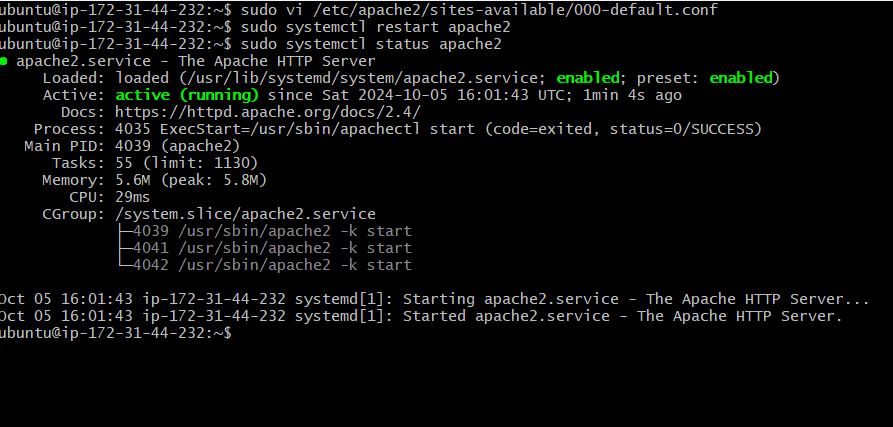 ubuntu@ip-172-31-44-232:~$ sudo vi /etc/apache2/sites-available/000-default.conf
ubuntu@ip-172-31-44-232:~$ sudo systemctl restart apache2
ubuntu@ip-172-31-44-232:~$ sudo systemctl status apache2
● apache2.service - The Apache HTTP Server
     Loaded: loaded (/usr/lib/systemd/system/apache2.service; enabled; preset: enabled)
     Active: active (running) since Sat 2024-10-05 16:01:43 UTC; 1min 4s ago
       Docs: https://httpd.apache.org/docs/2.4/
    Process: 4035 ExecStart=/usr/sbin/apachectl start (code=exited, status=0/SUCCESS)
   Main PID: 4039 (apache2)
      Tasks: 55 (limit: 1130)
     Memory: 5.6M (peak: 5.8M)
        CPU: 29ms
     CGroup: /system.slice/apache2.service
             ├─4039 /usr/sbin/apache2 -k start
             ├─4041 /usr/sbin/apache2 -k start
             └─4042 /usr/sbin/apache2 -k start

Oct 05 16:01:43 ip-172-31-44-232 systemd[1]: Starting apache2.service - The Apache HTTP Server...
Oct 05 16:01:43 ip-172-31-44-232 systemd[1]: Started apache2.service - The Apache HTTP Server.
ubuntu@ip-172-31-44-232:~$